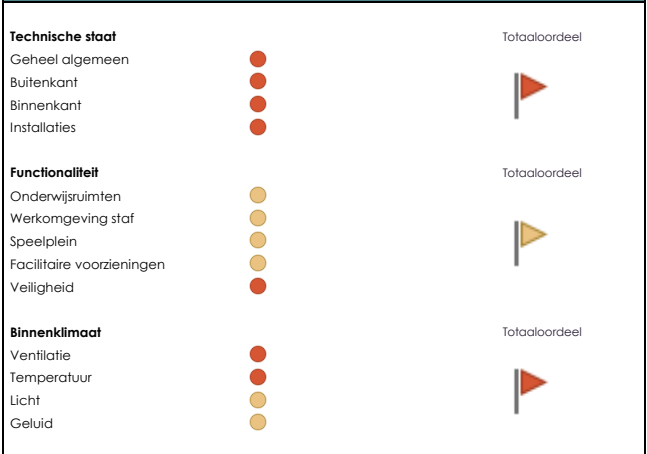 Technische staat
Totaaloordeel
Geheel algemeen
Buitenkant
Binnenkant
Installaties
Functionaliteit
Totaaloordeel
Onderwijsruimten
Werkomgeving staf
Speelplein
Facilitaire voorzieningen
Veiligheid
Binnenklimaat
Totaaloordeel
Ventilatie
Temperatuur
Licht
Geluid